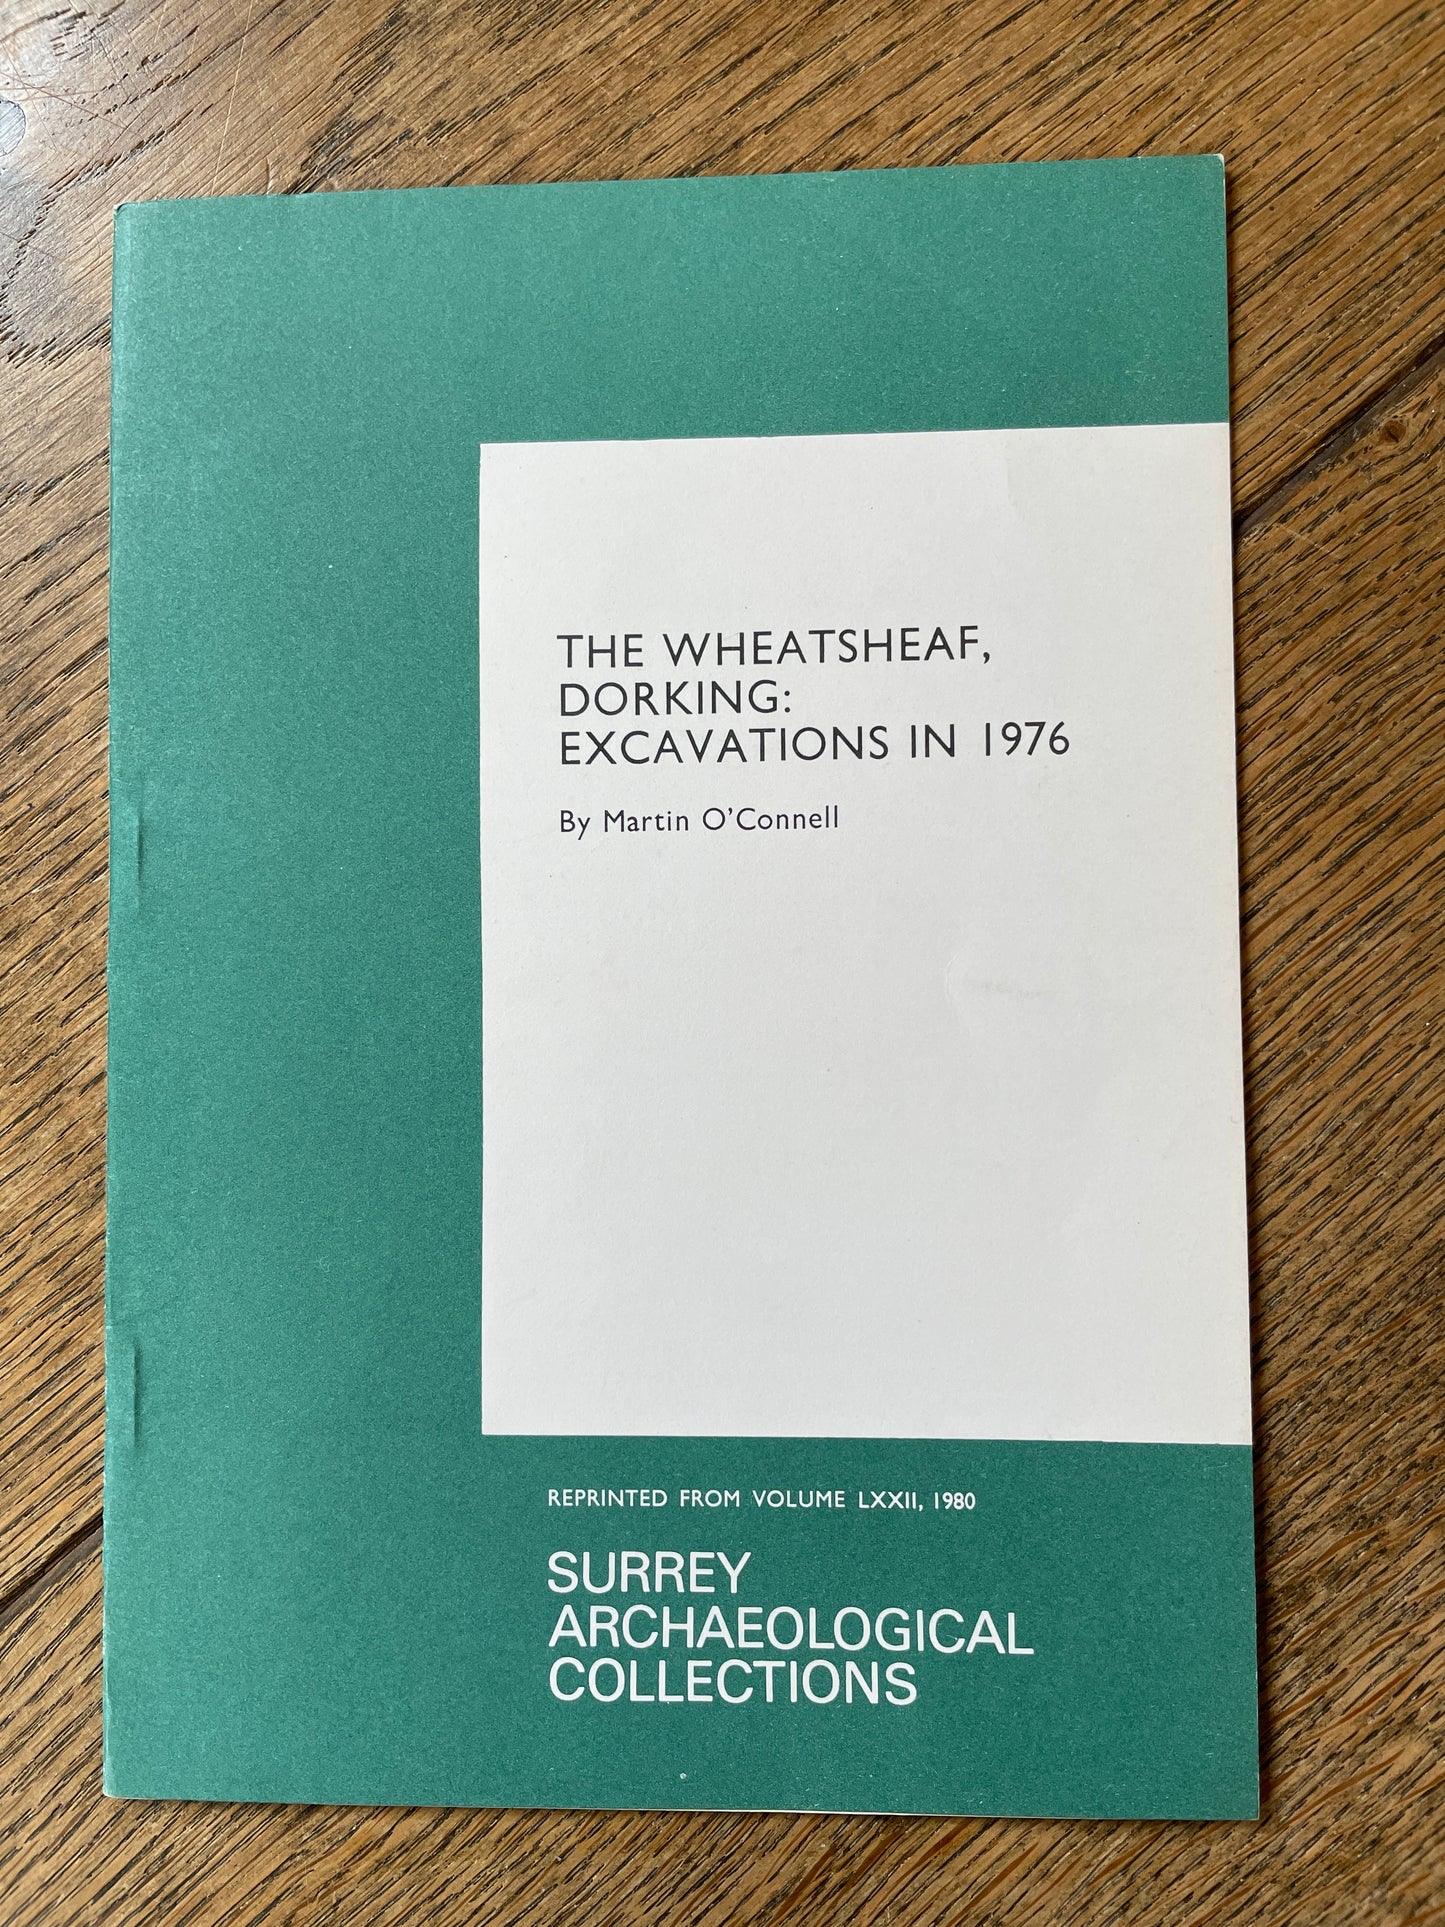 THE WHEATSHEAF,
DORKING:
EXCAVATIONS IN 1976
By Martin O'Connell
REPRINTED FROM VOLUME LXXII, 1980
SURREY
ARCHAEOLOGICAL
COLLECTIONS